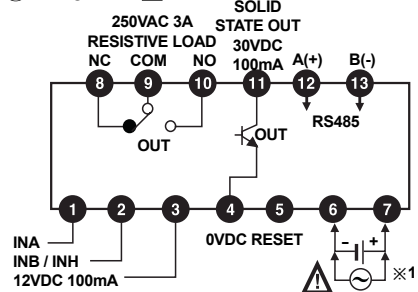 SOLID
250VAC 3A STATE OUT
RESISTIVE LOAD 30VDC
NC COM NO 100mA A(+) B(-)
8 9 10 11 12 13
RS485
OUT OUT
1 2 3 4 5 6 7
INA 0VDC RESET - +
INB / INH
12VDC 100mA ※1